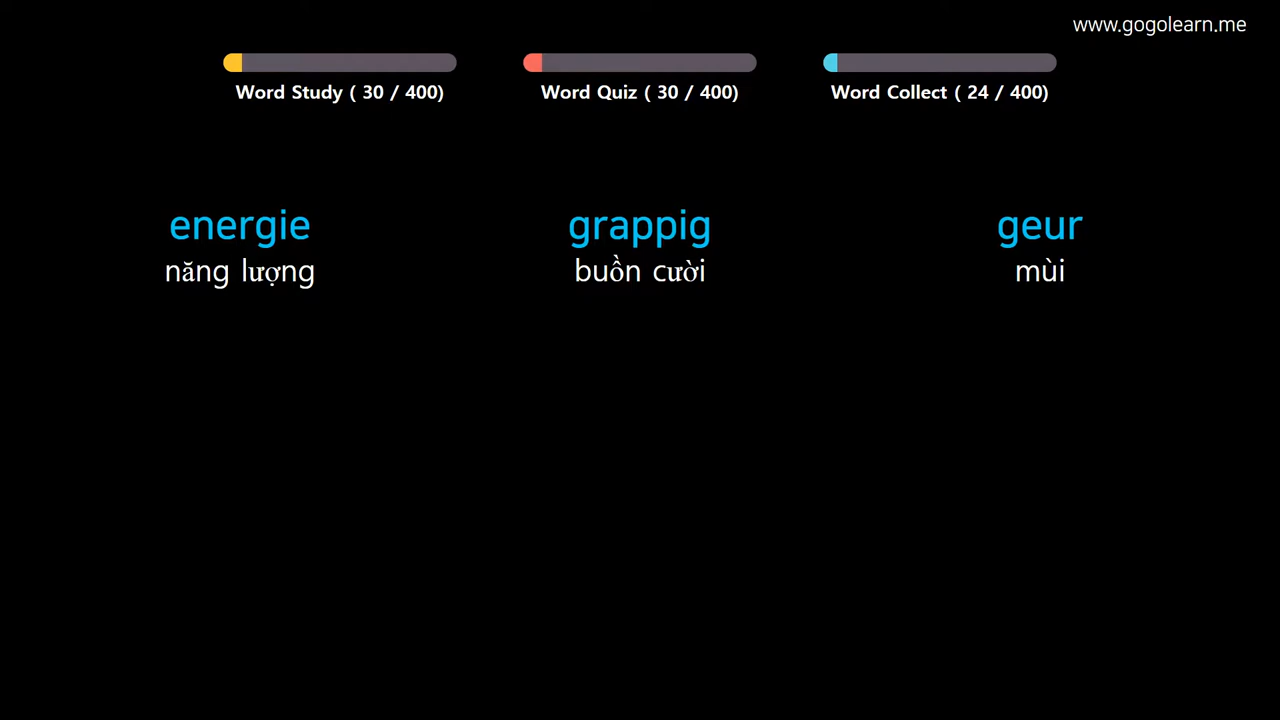 www.gogolearn.me
Word Study ( 30 / 400)
Word Quiz ( 30 / 400)
Word Collect ( 24 / 400)
energie
năng lượng
grappig
buồn cười
geur
mùi